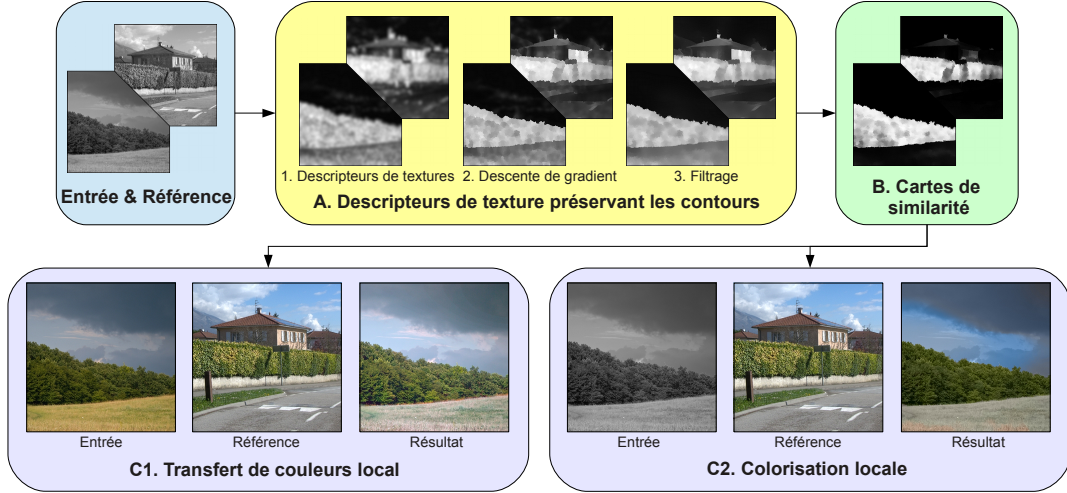 1. Descripteurs de textures
2. Descente de gradient
3. Filtrage
Entrée & Référence
A. Descripteurs de texture préservant les contours
B. Cartes de
similarité
Entrée
Référence
Résultat
C1. Transfert de couleurs local
Entrée
Référence
Résultat
C2. Colorisation locale